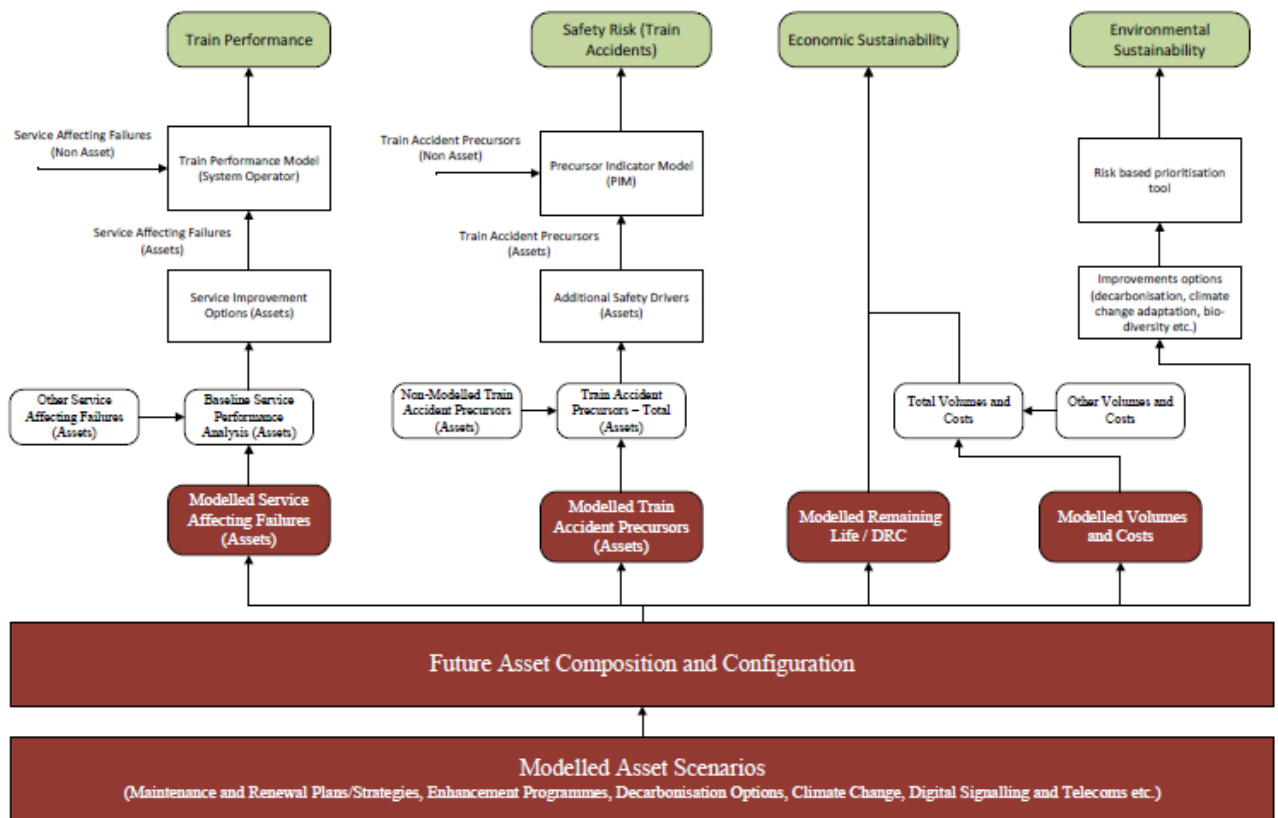 Train Performance
Safety Risk (Train
Accidents)
Economic Sustainability
Environmental
Sustainability
Service Affecting Failures
(Non Asset)
Train Performance Model
(System Operator)
Train Accident Precursors
(Non Asset)
Precursor Indicator Model
(PIM)
Risk based prioritisation
tool
Service Affecting Failures
(Assets)
Train Accident Precursors
(Assets)
Service Improvement
Options (Assets)
Additional Safety Drivers
(Assets)
Improvements options
(decarbonisation, climate
change adaptation, bio-
diversity etc.)
Other Service
Affecting Failures
(Assets)
Baseline Service
Performance
Analysis (Assets)
Non-Modelled Train
Accident Precursors
(Assets)
Train Accident
Precursors – Total
(Assets)
Total Volumes and
Costs
Other Volumes and
Costs
Modelled Service
Affecting Failures
(Assets)
Modelled Train
Accident Precursors
(Assets)
Modelled Remaining
Life / DRC
Modelled Volumes
and Costs
Future Asset Composition and Configuration
Modelled Asset Scenarios
(Maintenance and Renewal Plans/Strategies, Enhancement Programmes, Decarbonisation Options, Climate Change, Digital Signalling and Telecoms etc.)